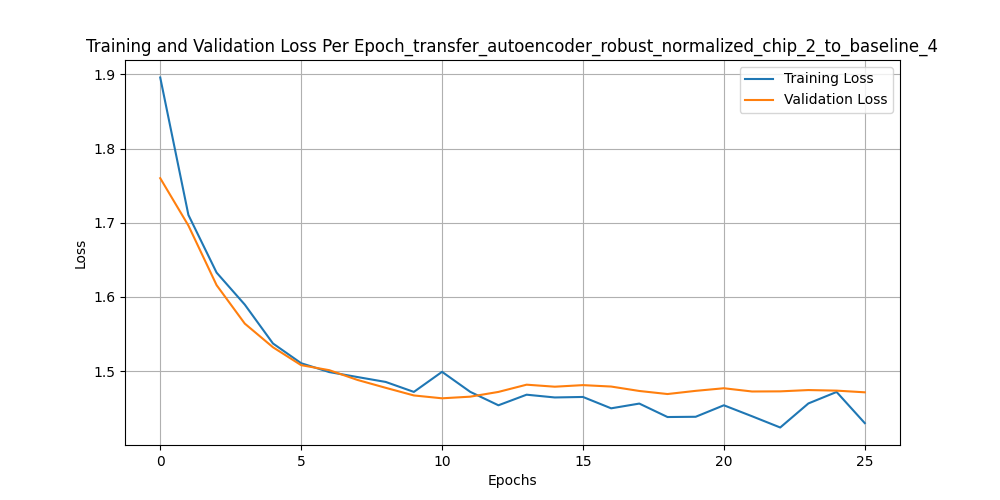 Training and Validation Loss Per Epoch_transfer_autoencoder_robust_normalized_chip_2_to_baseline_4
Training Loss
Validation Loss
1.9
1.8
1.7
1.6
1.5
Loss
0
5
10
15
20
25
Epochs